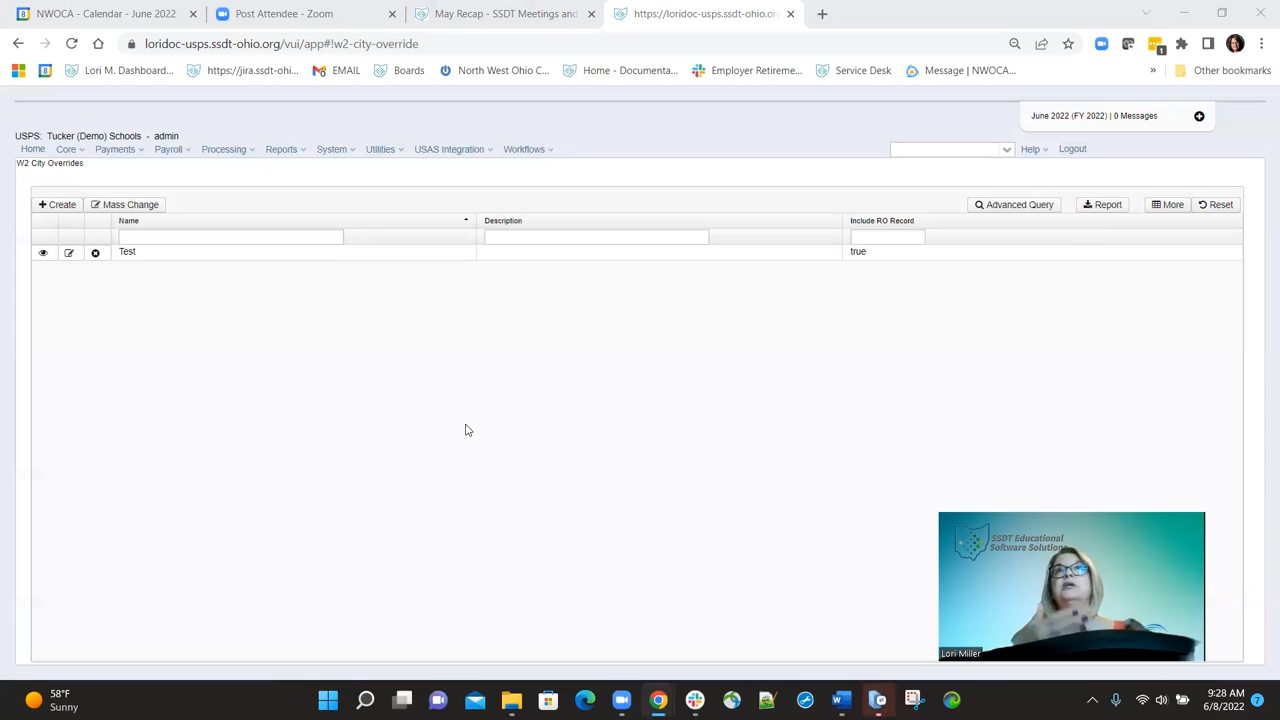 NWOCA - Calendar - June 2022
Post Attendee - Zoom
May Recap - SSDT Meetings and
https://loridoc-usps.ssdt-ohio.org
loridoc-usps.ssdt-ohio.org/vui/app#!w2-city-override
1
Lori M. Dashboard...
https://jira.ssdt-ohi...
EMAIL
Boards
North West Ohio C...
Home - Documenta...
Employer Retireme...
Service Desk
Message | NWOCA...
»
Other bookmarks
June 2022 (FY 2022) | 0 Messages
USPS: Tucker (Demo) Schools - admin
Home Core Payments Payroll Processing Reports System Utilities USAS Integration Workflows Help Logout
W2 City Overrides
Create Mass Change Advanced Query Report More Reset
Name Description Include RO Record
Test true
SSDT Educational
Software Solutions
Lori Miller
58°F
Sunny
9:28 AM
6/8/2022
7